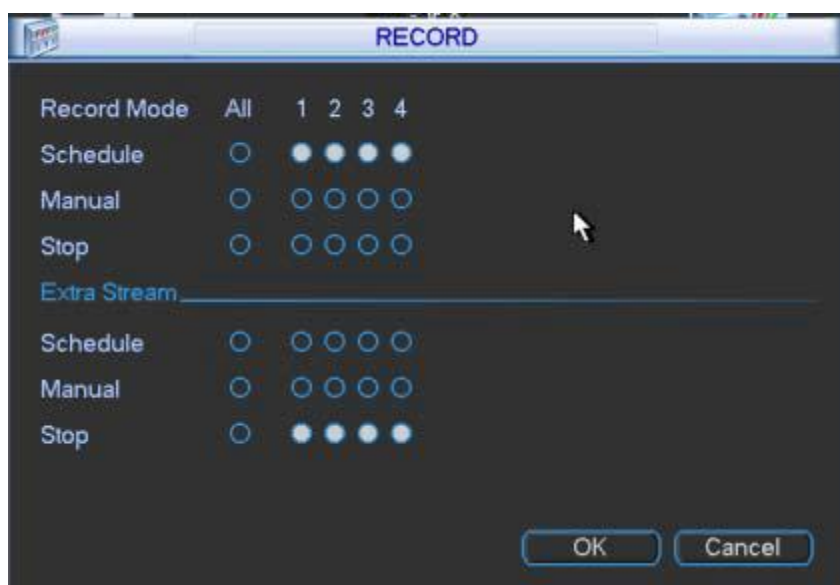 RECORD
Record Mode All 1 2 3 4
Schedule
Manual
Stop
Extra Stream
Schedule
Manual
Stop
OK Cancel